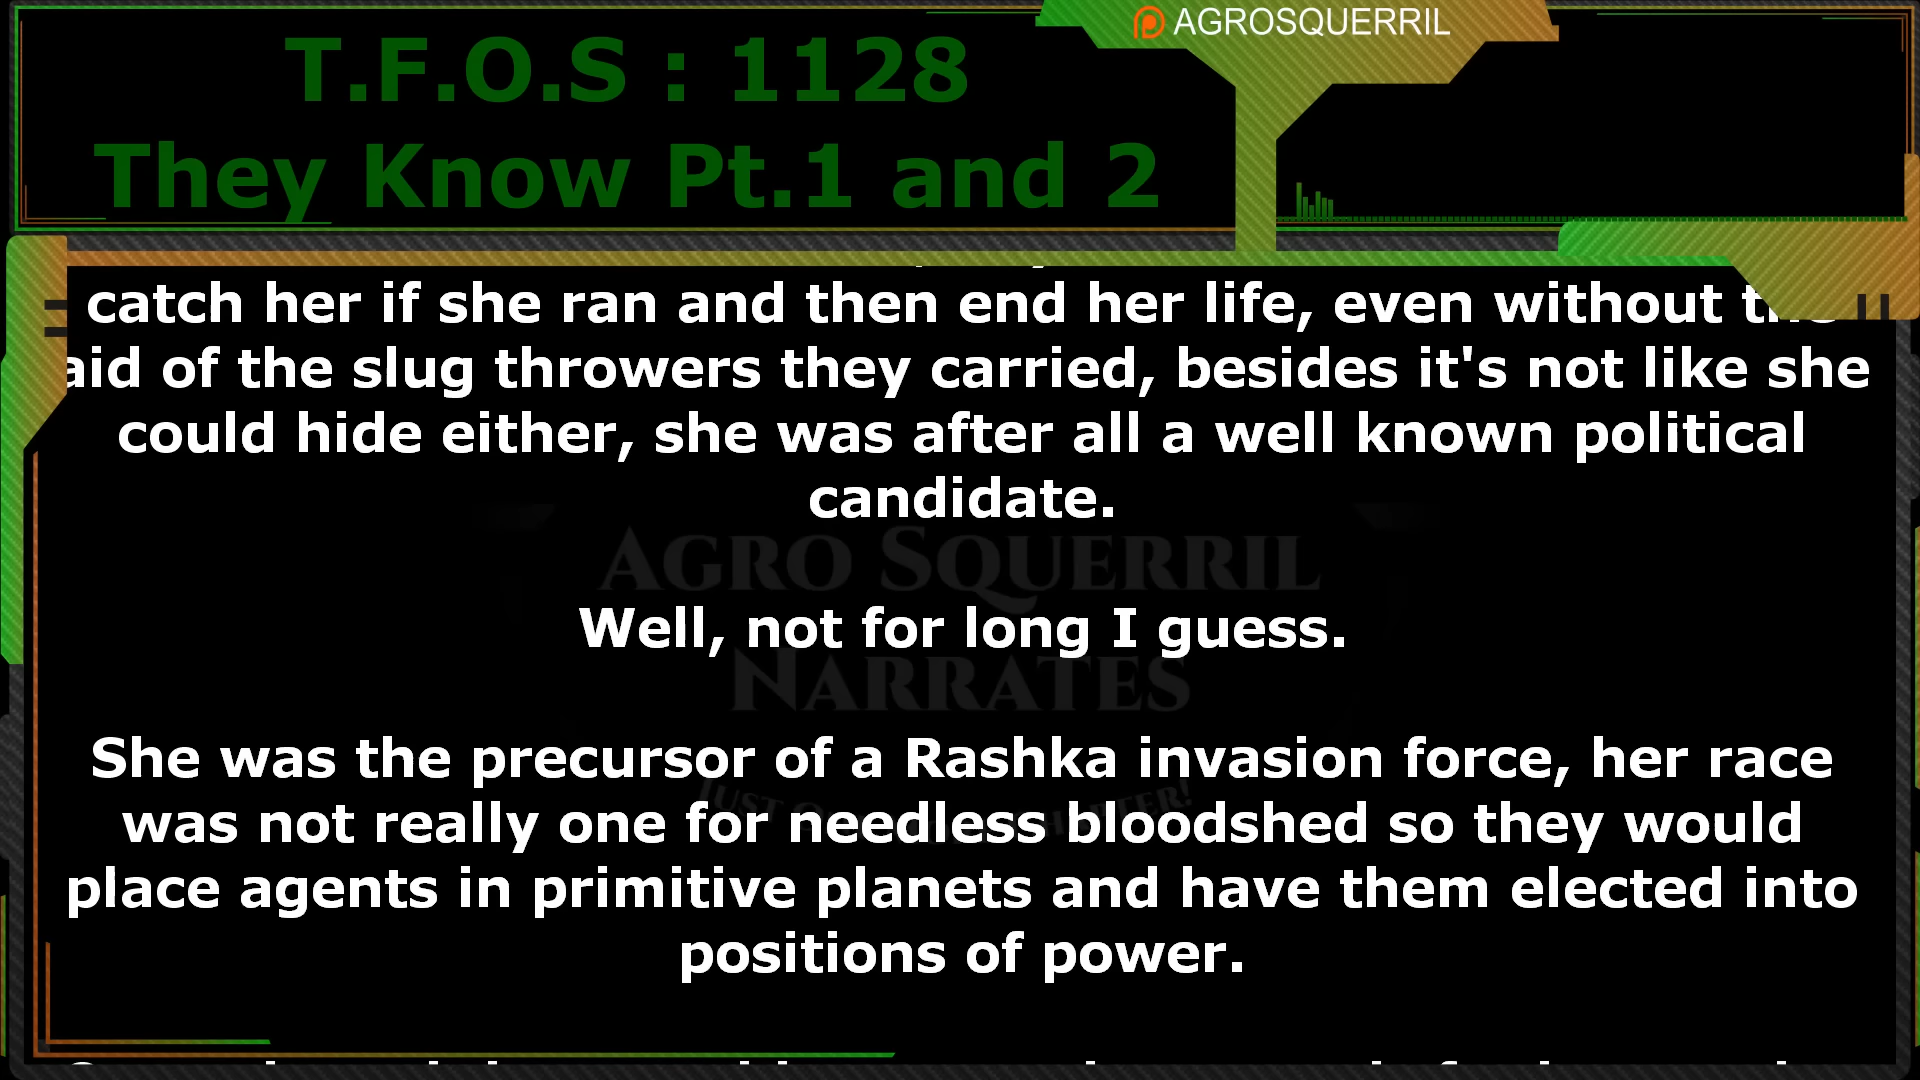 AGROSQUERRIL
T.F.O.S : 1128
They Know Pt.1 and 2
catch her if she ran and then end her life, even without the
aid of the slug throwers they carried, besides it's not like she
could hide either, she was after all a well known political
candidate.
AGRO SQUERRIL
Well, not for long I guess.
NARRATES
She was the precursor of a Rashka invasion force, her race
was not really one for needless bloodshed so they would
place agents in primitive planets and have them elected into
positions of power.